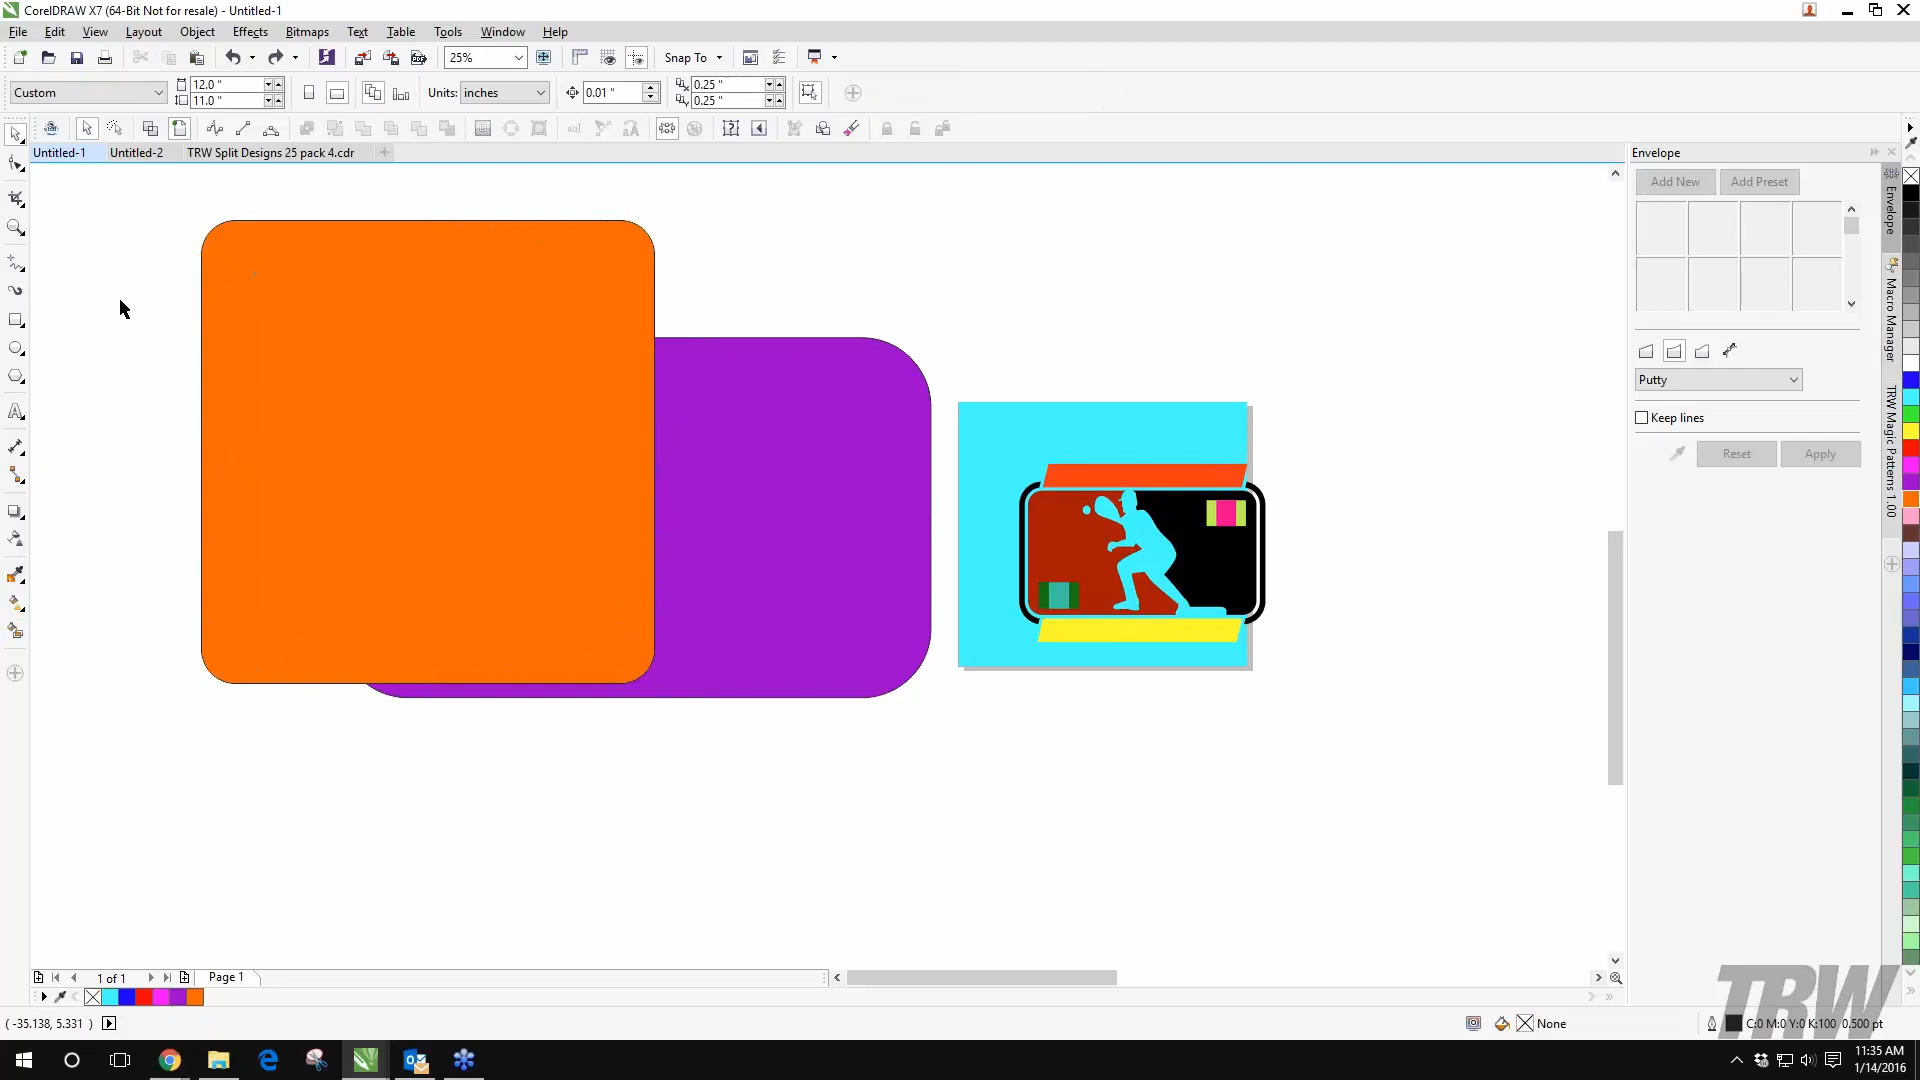 CorelDRAW X7 (64-Bit Not for resale) - Untitled-1
File Edit View Layout Object Effects Bitmaps Text Table Tools Window Help
25% Snap To
Custom 12.0 " 11.0 " Units: inches 0.01 " 0.25 " 0.25 "
Untitled-1 Untitled-2 TRW Split Designs 25 pack 4.cdr
Envelope
Add New Add Preset
Putty
Keep lines
Reset Apply
Envelope
Macro Manager
TRW Magic Patterns 1.00
1 of 1 Page 1
TRW
( -35.138, 5.331 ) None C:0 M:0 Y:0 K:100 0.500 pt
11:35 AM
1/14/2016